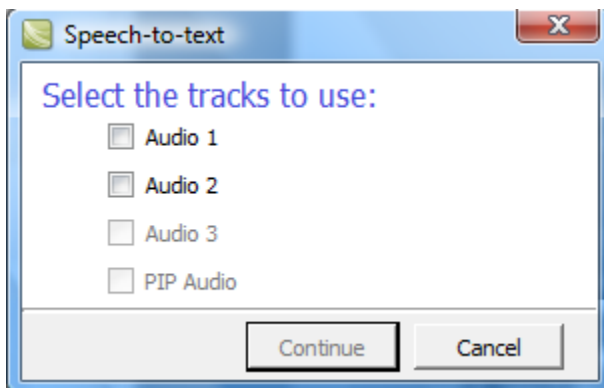 Speech-to-text
Select the tracks to use:
Audio 1
Audio 2
Audio 3
PIP Audio
Continue
Cancel